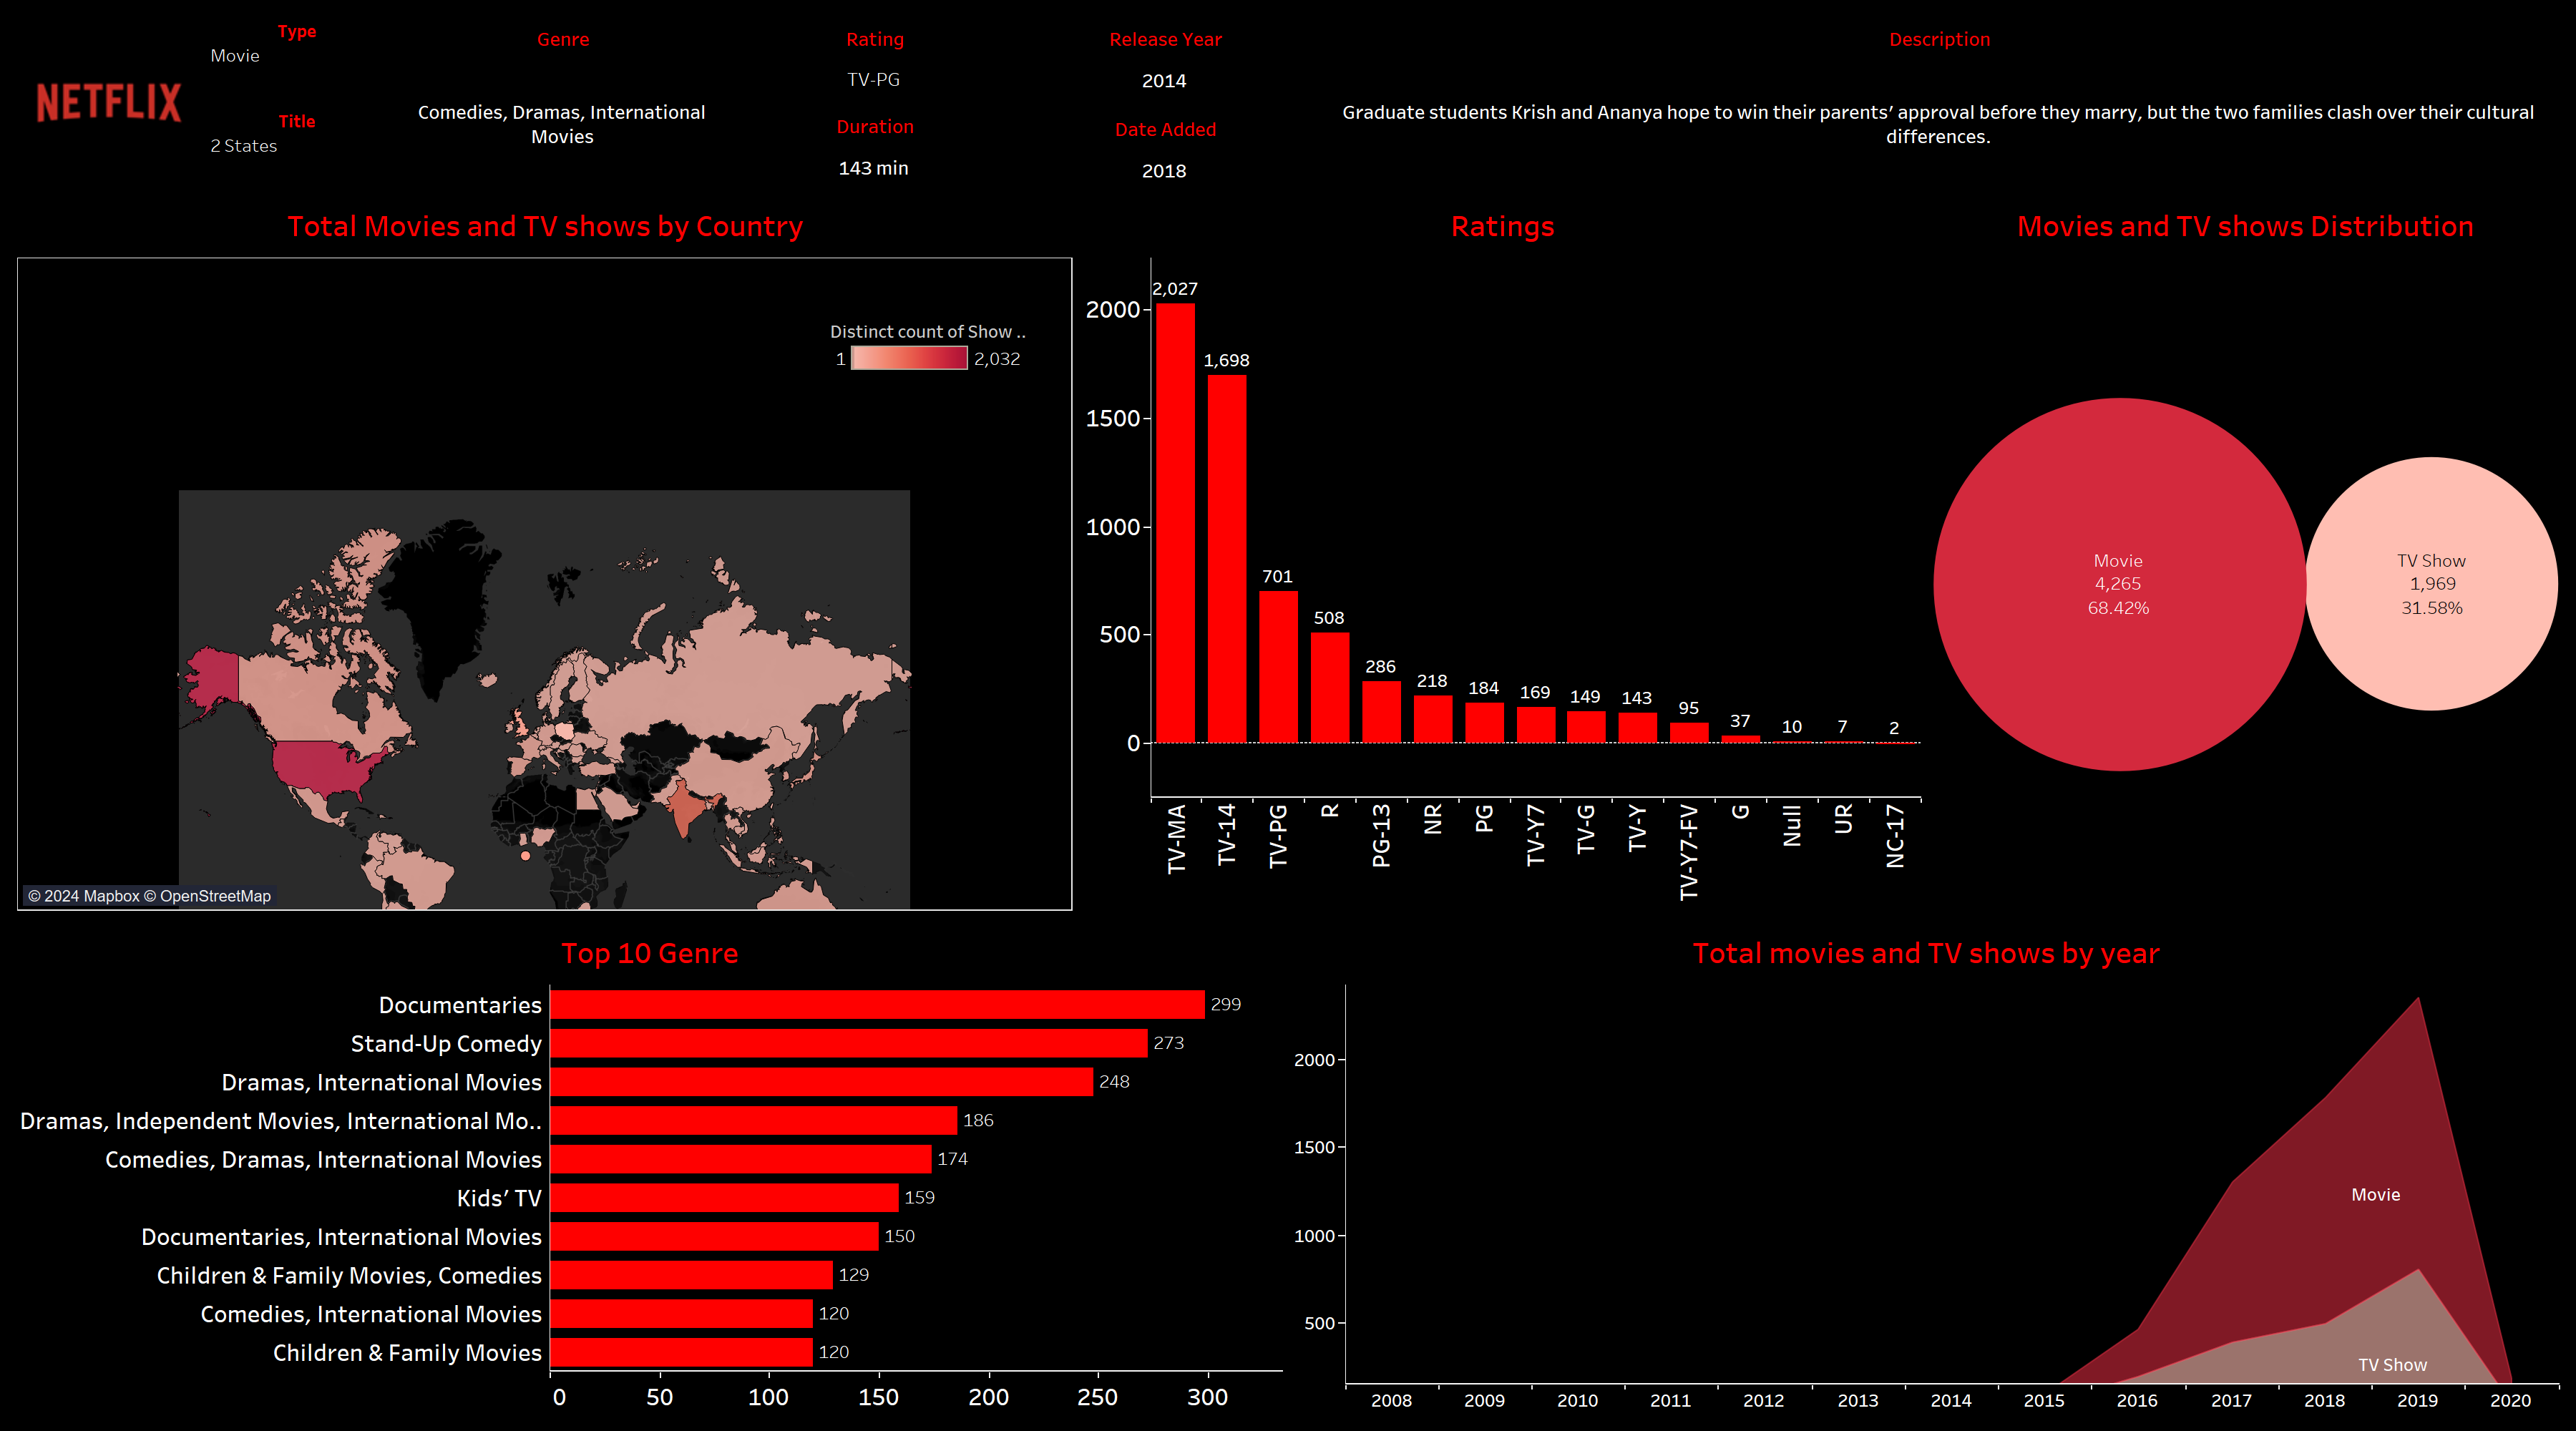 NETFLIX
Type
Movie
Title
2 States
Genre
Comedies, Dramas, International
Movies
Rating
TV-PG
Duration
143 min
Release Year
2014
Date Added
2018
Description
Graduate students Krish and Ananya hope to win their parents’ approval before they marry, but the two families clash over their cultural
differences.
Total Movies and TV shows by Country
Distinct count of Show ..
1
2,032
© 2024 Mapbox © OpenStreetMap
Ratings
2000
1500
1000
500
0
2,027
1,698
701
508
286
218
184
169
149
143
95
37
10
7
2
TV-MA
TV-14
TV-PG
R
PG-13
NR
PG
TV-Y7
TV-G
TV-Y
TV-Y7-FV
G
Null
UR
NC-17
Movies and TV shows Distribution
Movie
4,265
68.42%
TV Show
1,969
31.58%
Top 10 Genre
Documentaries
299
Stand-Up Comedy
273
Dramas, International Movies
248
Dramas, Independent Movies, International Mo..
186
Comedies, Dramas, International Movies
174
Kids’ TV
159
Documentaries, International Movies
150
Children & Family Movies, Comedies
129
Comedies, International Movies
120
Children & Family Movies
120
0
50
100
150
200
250
300
Total movies and TV shows by year
2000
1500
1000
500
Movie
TV Show
2008
2009
2010
2011
2012
2013
2014
2015
2016
2017
2018
2019
2020